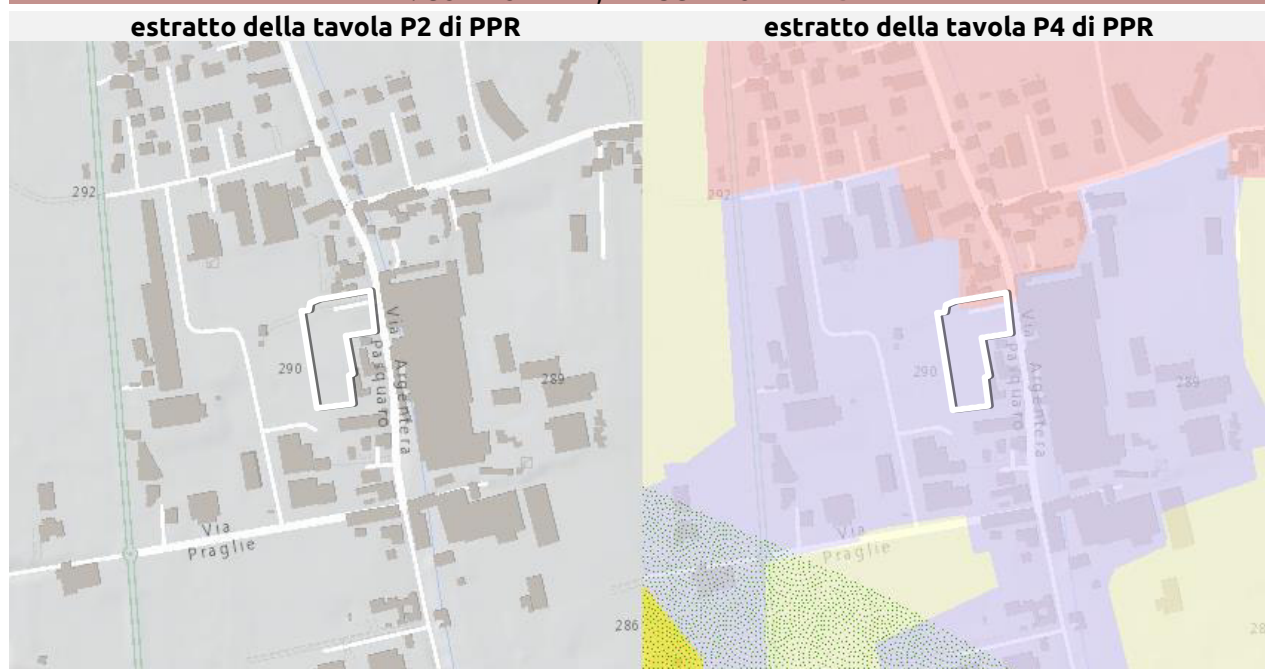 estratto della tavola P2 di PPR
estratto della tavola P4 di PPR
292
290
289
Via Pasquaro
Via Argentera
Via
Praglie
286
292
290
289
Via Pasquaro
Via Argentera
Via
Praglie
28